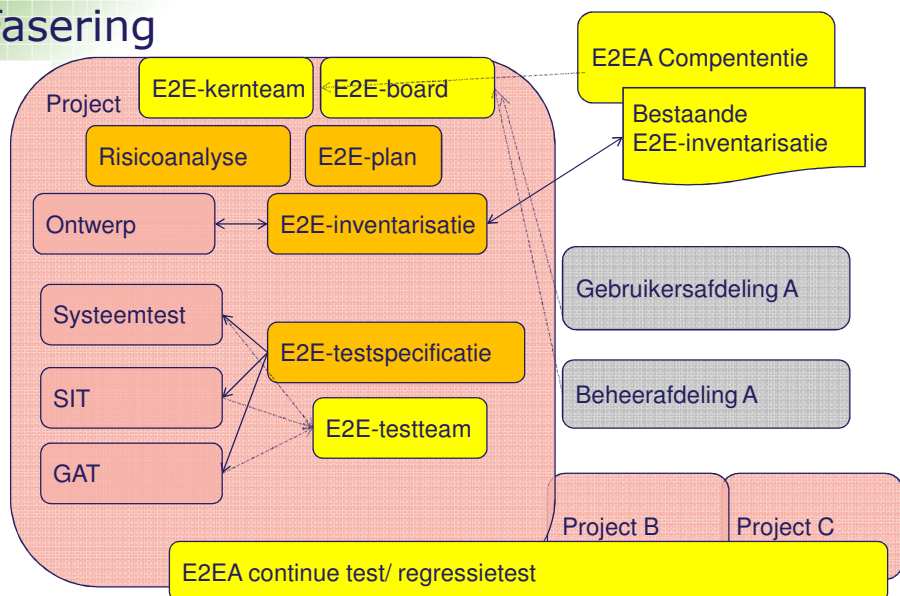 fasering
E2EA Compententie
E2E-kernteam
E2E-board
Project
Bestaande
E2E-inventarisatie
Risicoanalyse
E2E-plan
Ontwerp
E2E-inventarisatie
Gebruikersafdeling A
Systeemtest
E2E-testspecificatie
Beheerafdeling A
SIT
E2E-testteam
GAT
Project B
Project C
E2EA continue test/ regressietest